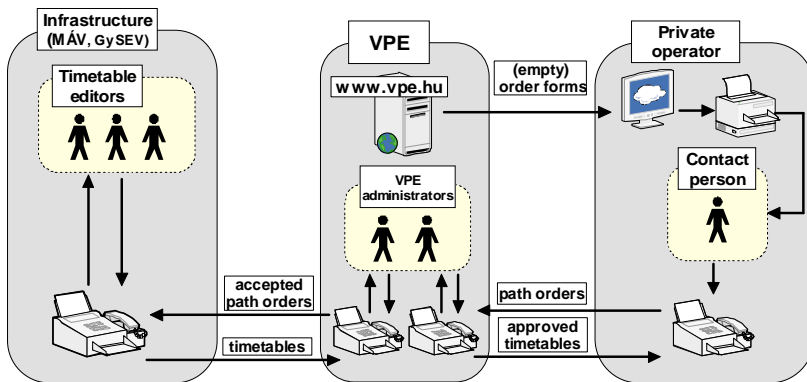 Infrastructure
(MÁV, GySEV)
Timetable
editors
VPE
www.vpe.hu
VPE
administrators
(empty)
order forms
Private
operator
Contact
person
accepted
path orders
timetables
path orders
approved
timetables